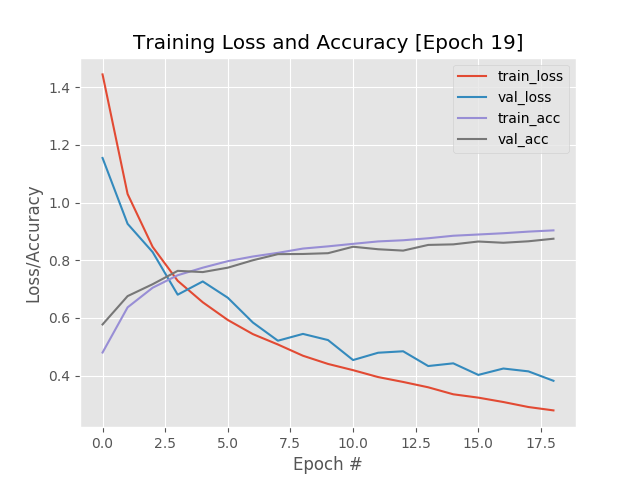 Training Loss and Accuracy [Epoch 19]
train_loss
val_loss
train_acc
val_acc
1.4
1.2
1.0
0.8
0.6
0.4
Loss/Accuracy
0.0 2.5 5.0 7.5 10.0 12.5 15.0 17.5
Epoch #